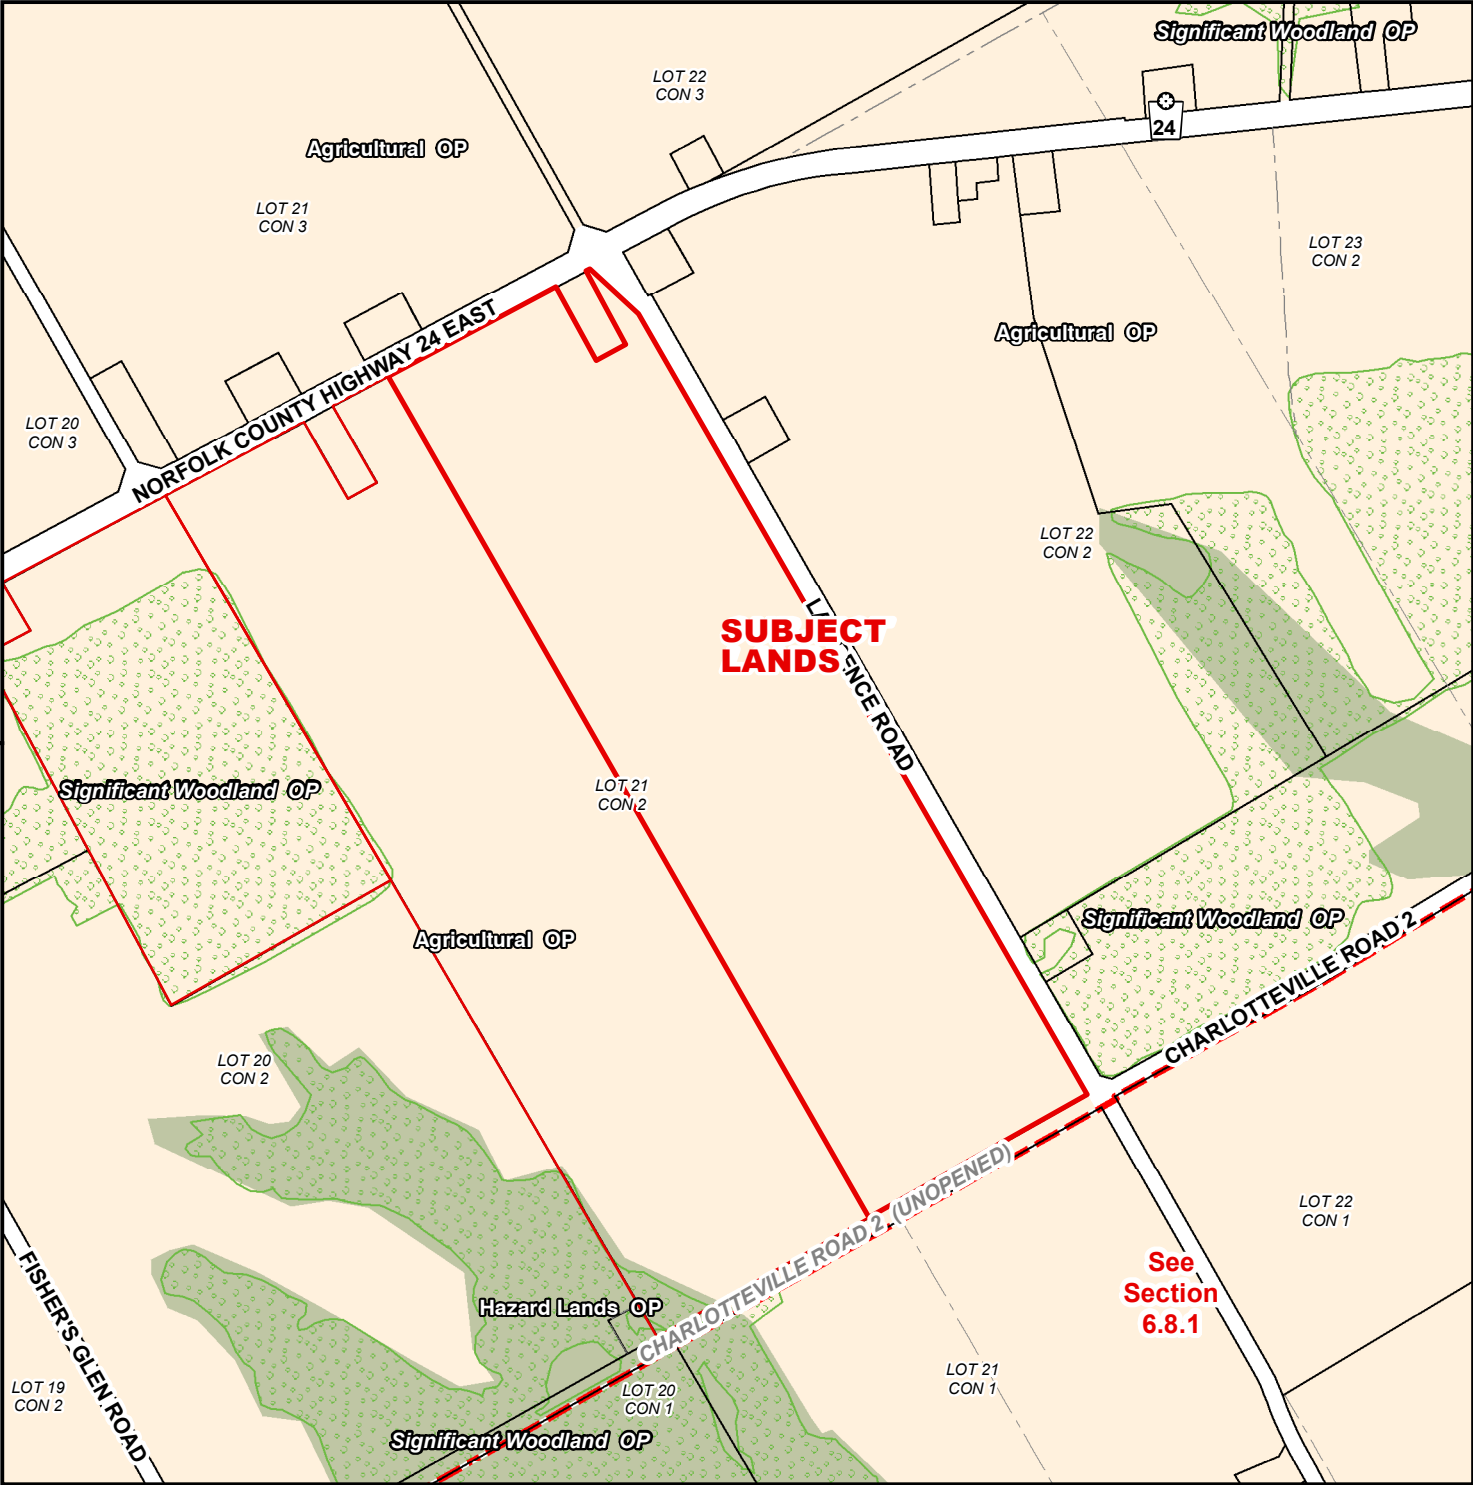 Significant Woodland OP
LOT 22
CON 3
24
Agricultural OP
LOT 21
CON 3
LOT 23
CON 2
Agricultural OP
NORFOLK COUNTY HIGHWAY 24 EAST
LOT 20
CON 3
LOT 22
CON 2
SUBJECT
LANDS
ENCE ROAD
LOT 21
CON 2
Significant Woodland OP
Significant Woodland OP
Agricultural OP
CHARLOTTEVILLE ROAD 2
LOT 20
CON 2
CHARLOTTEVILLE ROAD 2 (UNOPENED)
LOT 22
CON 1
See
Section
6.8.1
Hazard Lands OP
FISHER'S GLEN ROAD
LOT 21
CON 1
LOT 19
CON 2
LOT 20
CON 1
Significant Woodland OP